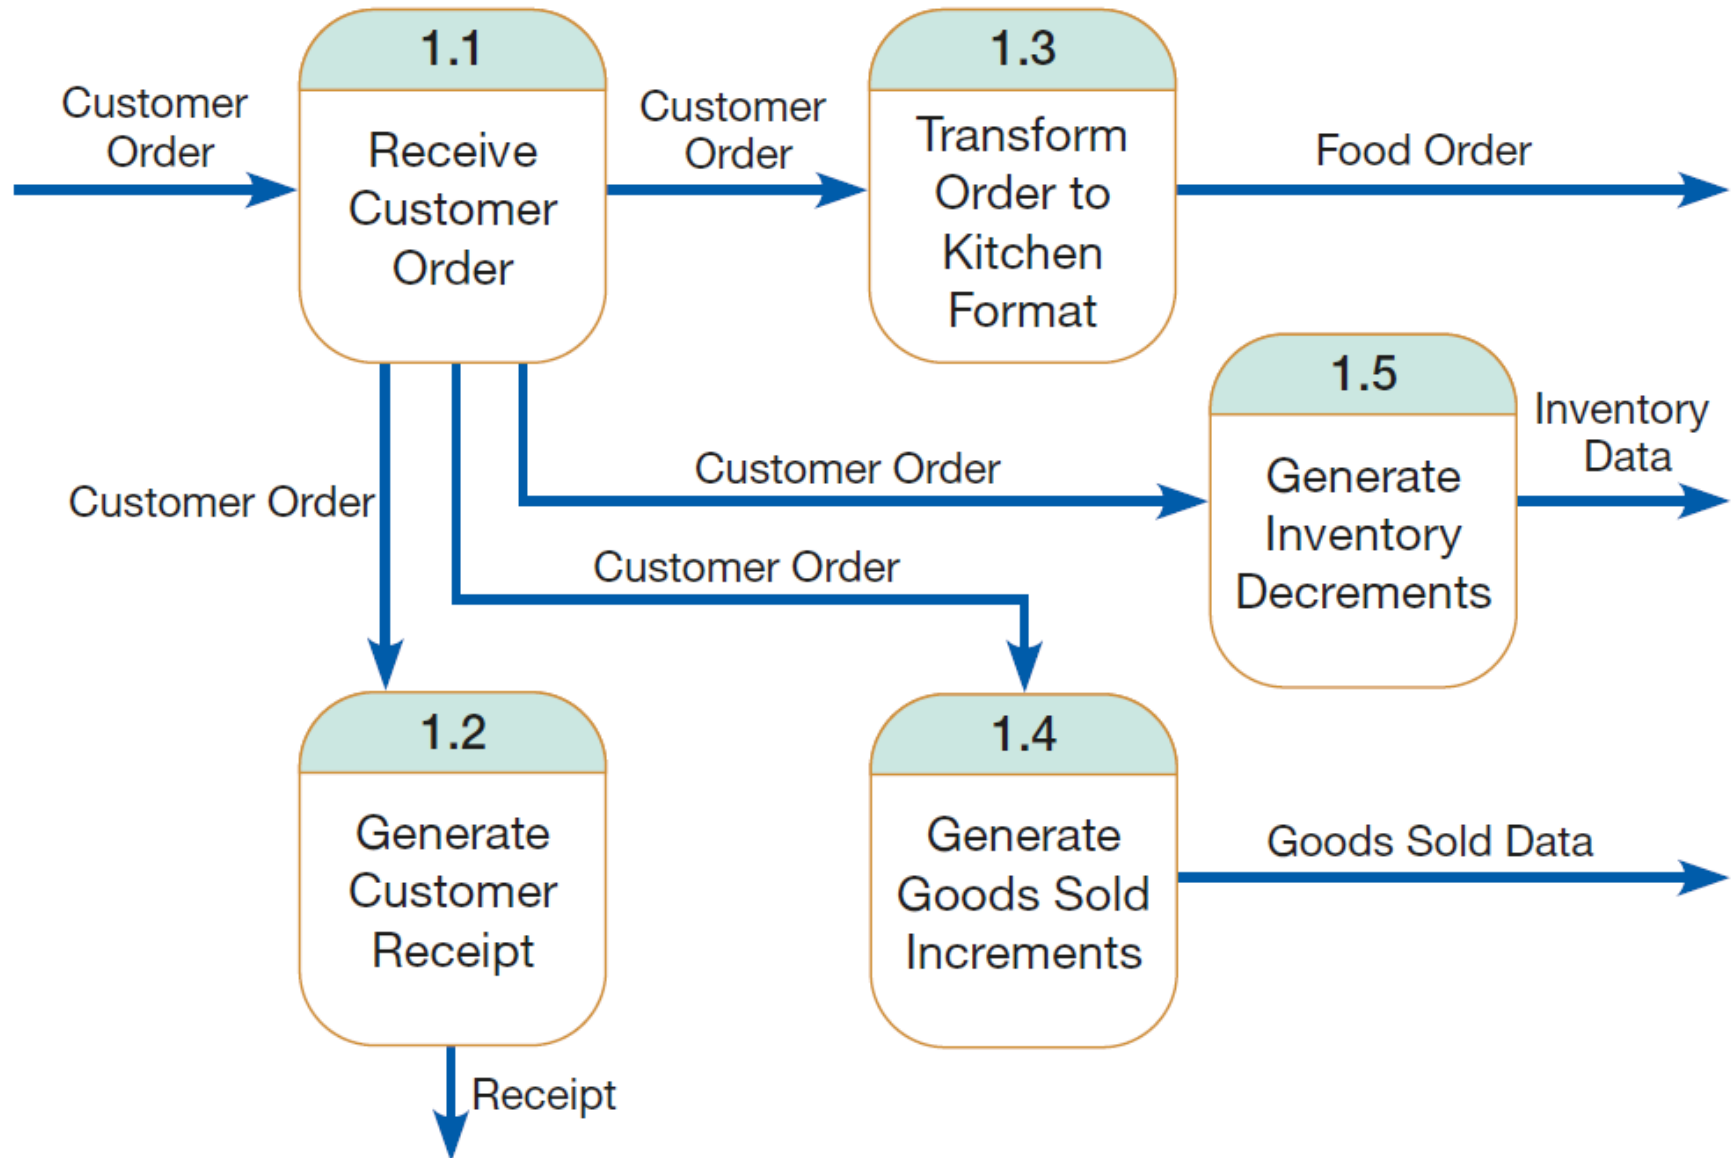 1.1
1.3
Customer
Order
Receive
Customer
Order
Customer
Order
Transform
Order to
Kitchen
Format
Food Order
1.5
Generate
Inventory
Decrements
Inventory
Data
Customer Order
Customer Order
Customer Order
1.2
Generate
Customer
Receipt
1.4
Generate
Goods Sold
Increments
Goods Sold Data
Receipt